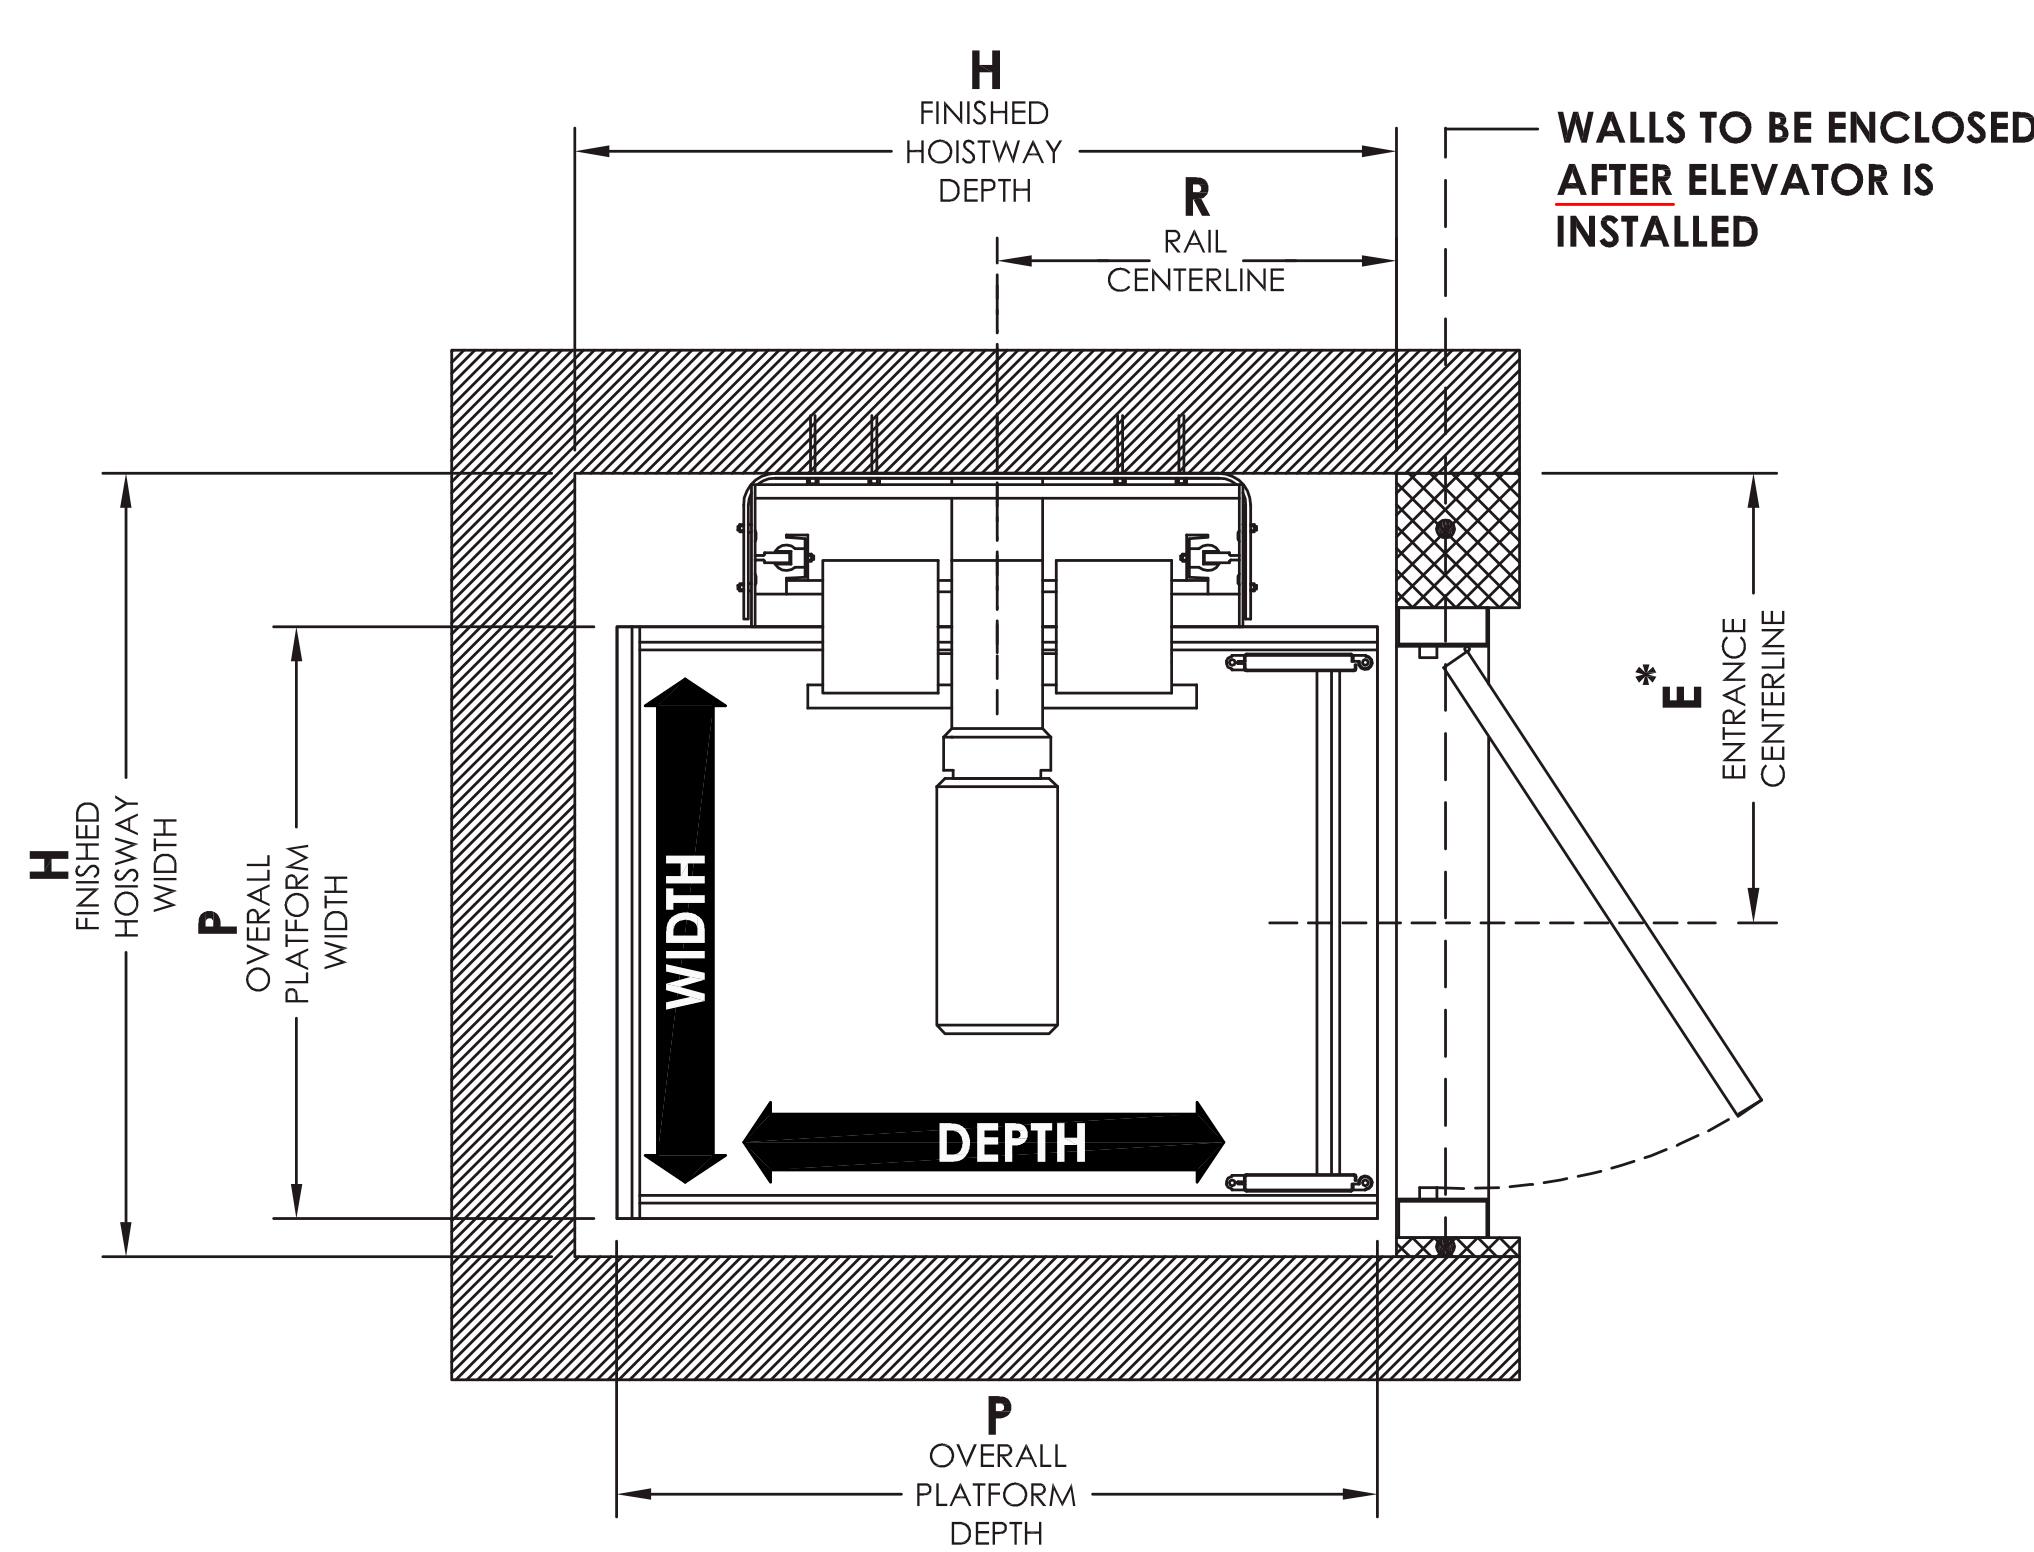 H
FINISHED
HOISTWAY
DEPTH
R
RAIL
CENTERLINE
WALLS TO BE ENCLOSED
AFTER ELEVATOR IS
INSTALLED
E*
ENTRANCE
CENTERLINE
H
FINISHED
HOISWAY
WIDTH
P
OVERALL
PLATFORM
WIDTH
WIDTH
DEPTH
P
OVERALL
PLATFORM
DEPTH